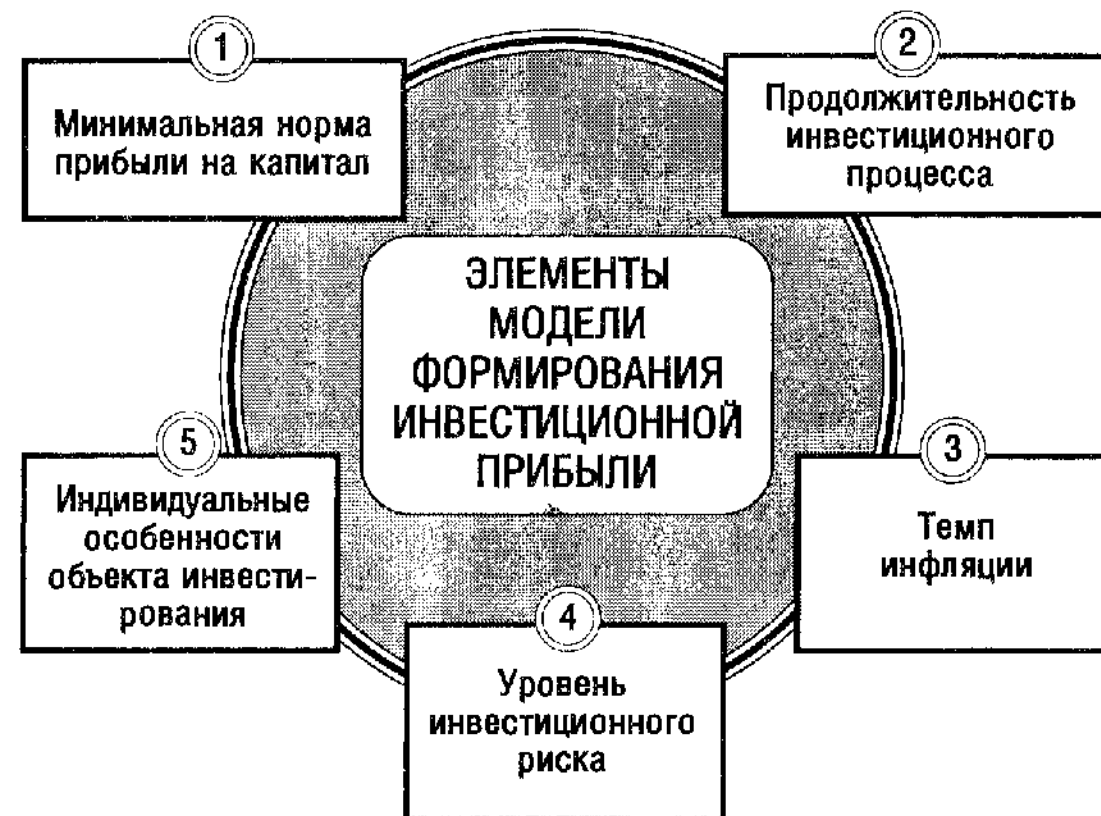 1
Минимальная норма
прибыли на капитал
2
Продолжительность
инвестиционного
процесса
ЭЛЕМЕНТЫ
МОДЕЛИ
ФОРМИРОВАНИЯ
ИНВЕСТИЦИОННОЙ
ПРИБЫЛИ
3
Темп
инфляции
4
Уровень
инвестиционного
риска
5
Индивидуальные
особенности
объекта инвести-
рования